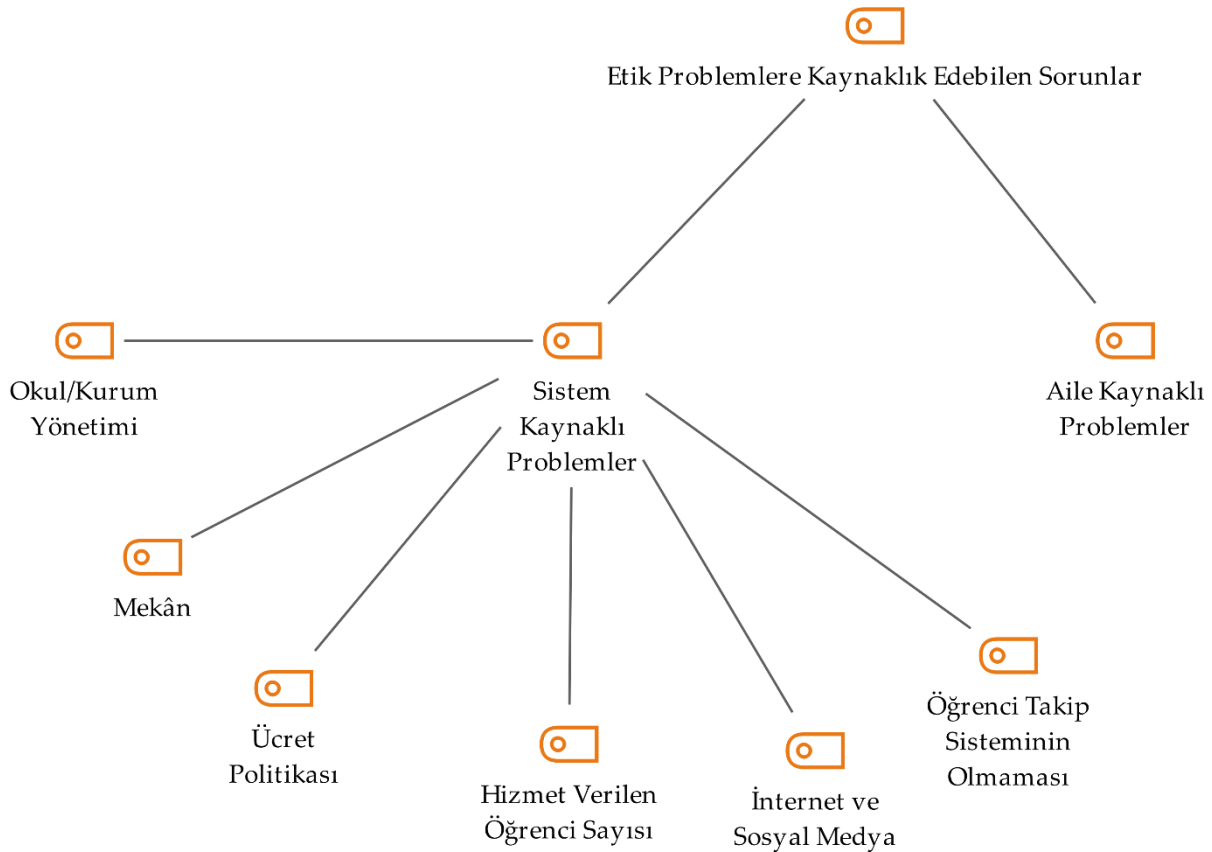 Etik Problemlere Kaynaklık Edebilen Sorunlar
Okul/Kurum
Yönetimi
Sistem
Kaynaklı
Problemler
Aile Kaynaklı
Problemler
Mekân
Ücret
Politikası
Hizmet Verilen
Öğrenci Sayısı
İnternet ve
Sosyal Medya
Öğrenci Takip
Sisteminin
Olmaması